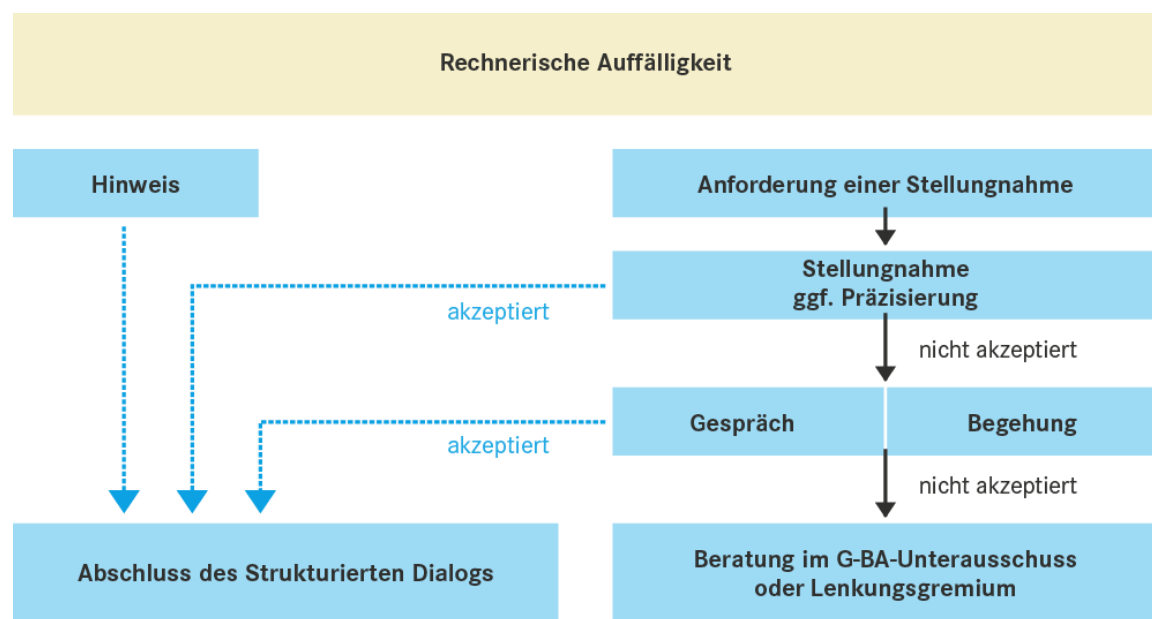 Rechnerische Auffälligkeit
Hinweis
Anforderung einer Stellungnahme
Stellungnahme
ggf. Präzisierung
akzeptiert
nicht akzeptiert
Gespräch
Begehung
akzeptiert
nicht akzeptiert
Abschluss des Strukturierten Dialogs
Beratung im G-BA-Unterausschuss
oder Lenkungsgremium